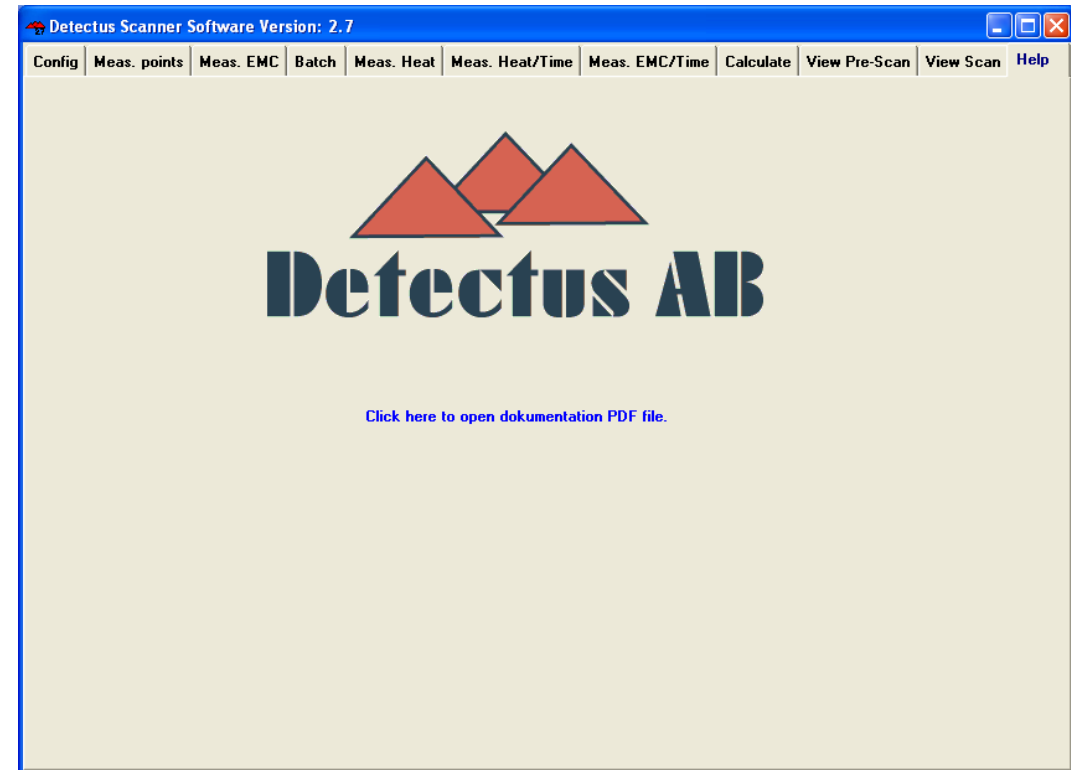 Detectus Scanner Software Version: 2.7
Config Meas. points Meas. EMC Batch Meas. Heat Meas. Heat/Time Meas. EMC/Time Calculate View Pre-Scan View Scan Help
Detectus AB
Click here to open dokumentation PDF file.